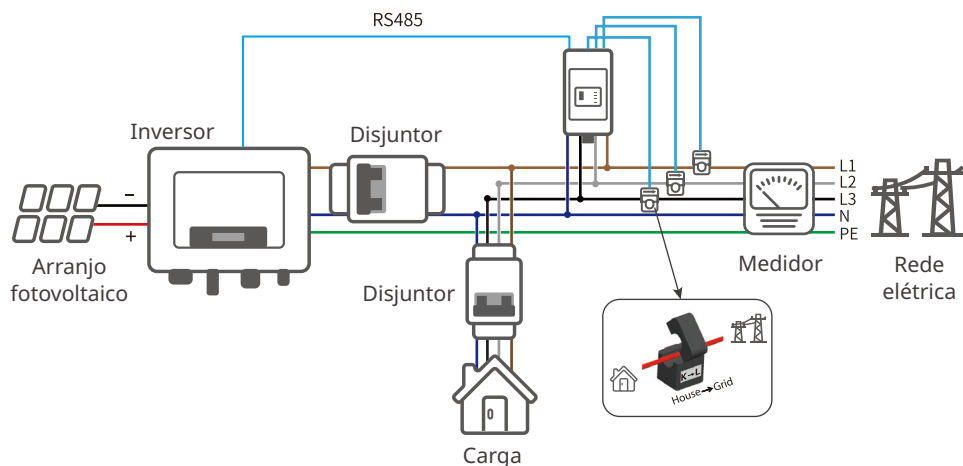 RS485
Inversor
Disjuntor
L1
L2
L3
N
PE
–
+
Arranjo
fotovoltaico
Disjuntor
Medidor
Rede
elétrica
K→L
House→Grid
Carga